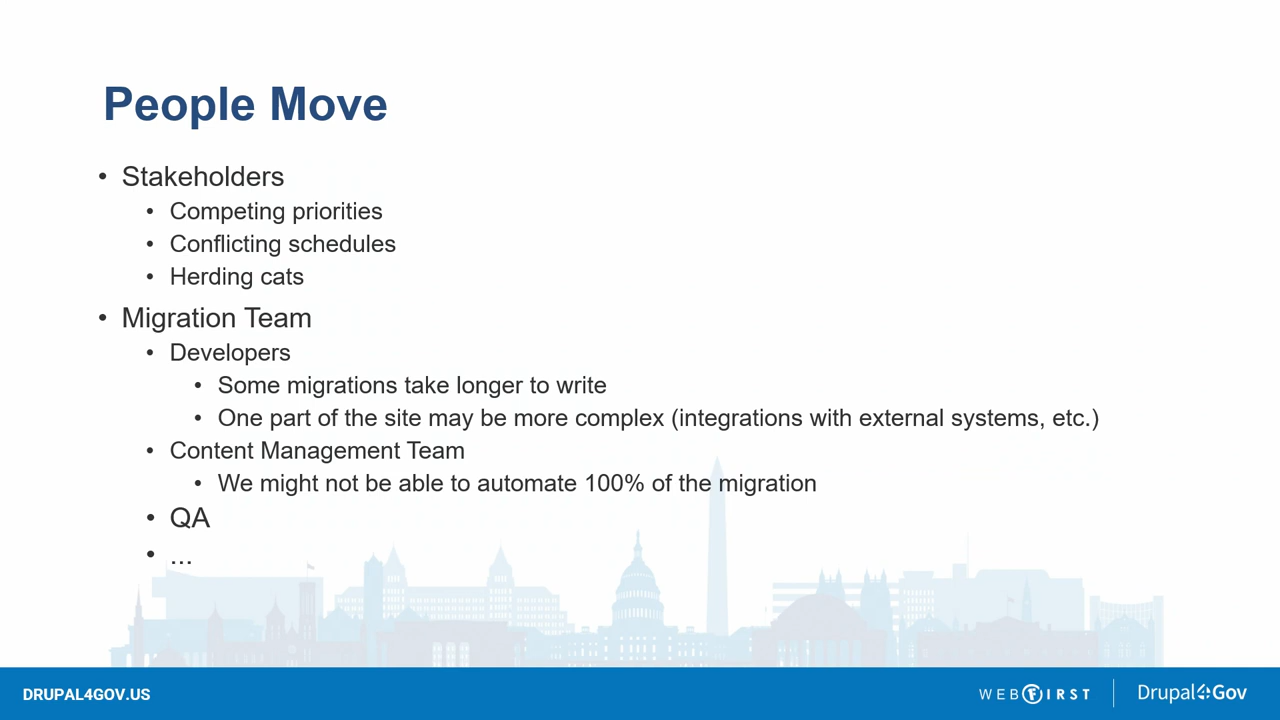 People Move
• Stakeholders
• Competing priorities
• Conflicting schedules
• Herding cats
• Migration Team
• Developers
• Some migrations take longer to write
• One part of the site may be more complex (integrations with external systems, etc.)
• Content Management Team
• We might not be able to automate 100% of the migration
• QA
• ...
DRUPAL4GOV.US
WEBFIRST
Drupal4Gov